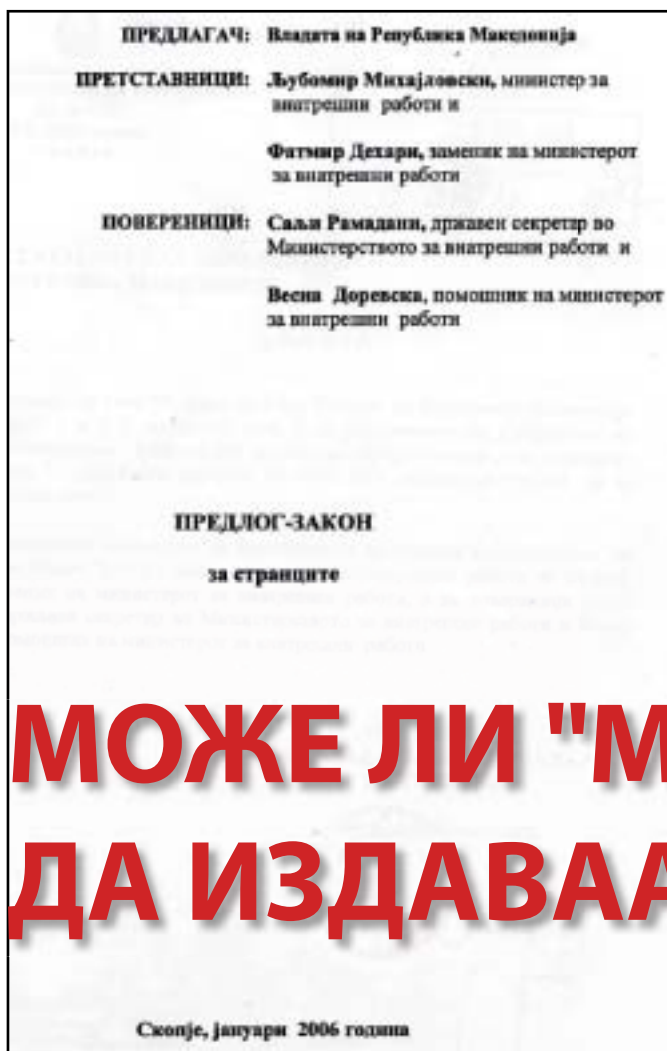 ПРЕДЛАГАЧ: Владата на Република Македонија
ПРЕТСТАВНИЦИ: Љубомир Михајловски, министер за
внатрешни работи и
Фатмир Дехари, заменик на министерот
за внатрешни работи
ПОВЕРЕНИЦИ: Саљи Рамадани, државен секретар во
Министерството за внатрешни работи и
Весна Доревска, помошник на министерот
за внатрешни работи
ПРЕДЛОГ-ЗАКОН
за странците
МОЖЕ ЛИ "М
ДА ИЗДАВАА
Скопје, јануари 2006 година